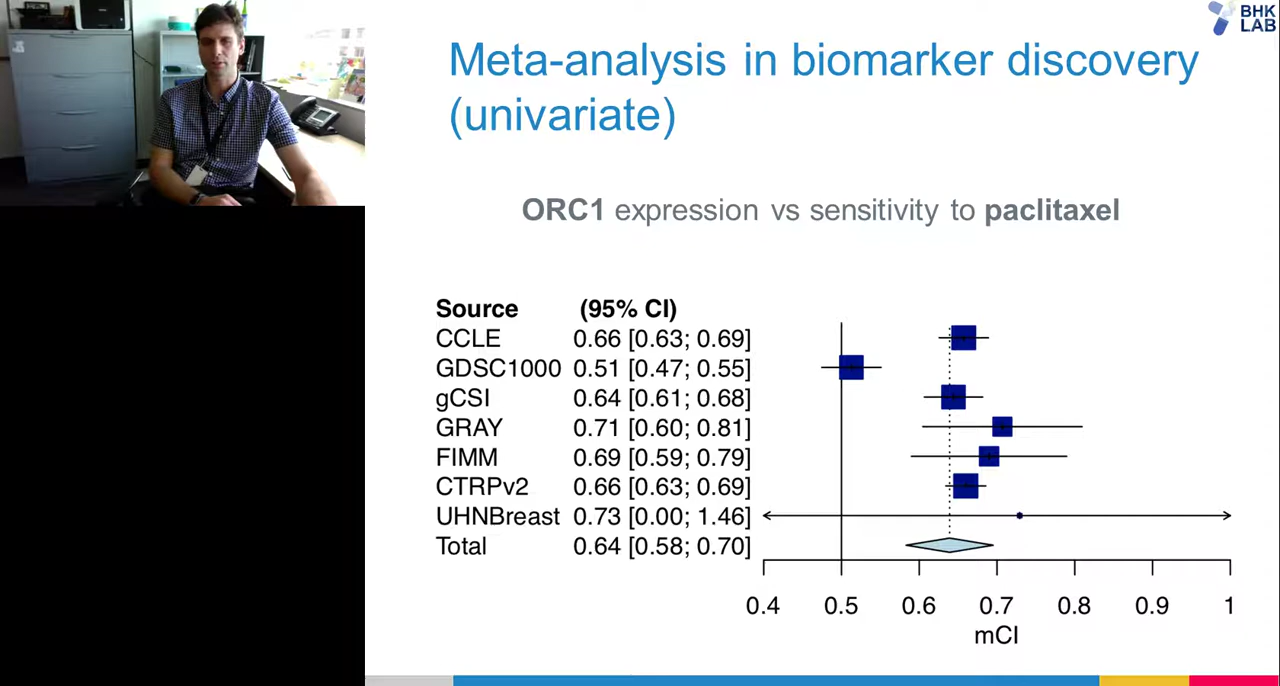 BHK
LAB
Meta-analysis in biomarker discovery
(univariate)
ORC1 expression vs sensitivity to paclitaxel
Source (95% CI)
CCLE 0.66 [0.63; 0.69]
GDSC1000 0.51 [0.47; 0.55]
gCSI 0.64 [0.61; 0.68]
GRAY 0.71 [0.60; 0.81]
FIMM 0.69 [0.59; 0.79]
CTRPv2 0.66 [0.63; 0.69]
UHNBreast 0.73 [0.00; 1.46]
Total 0.64 [0.58; 0.70]
0.4 0.5 0.6 0.7 0.8 0.9 1
mCI